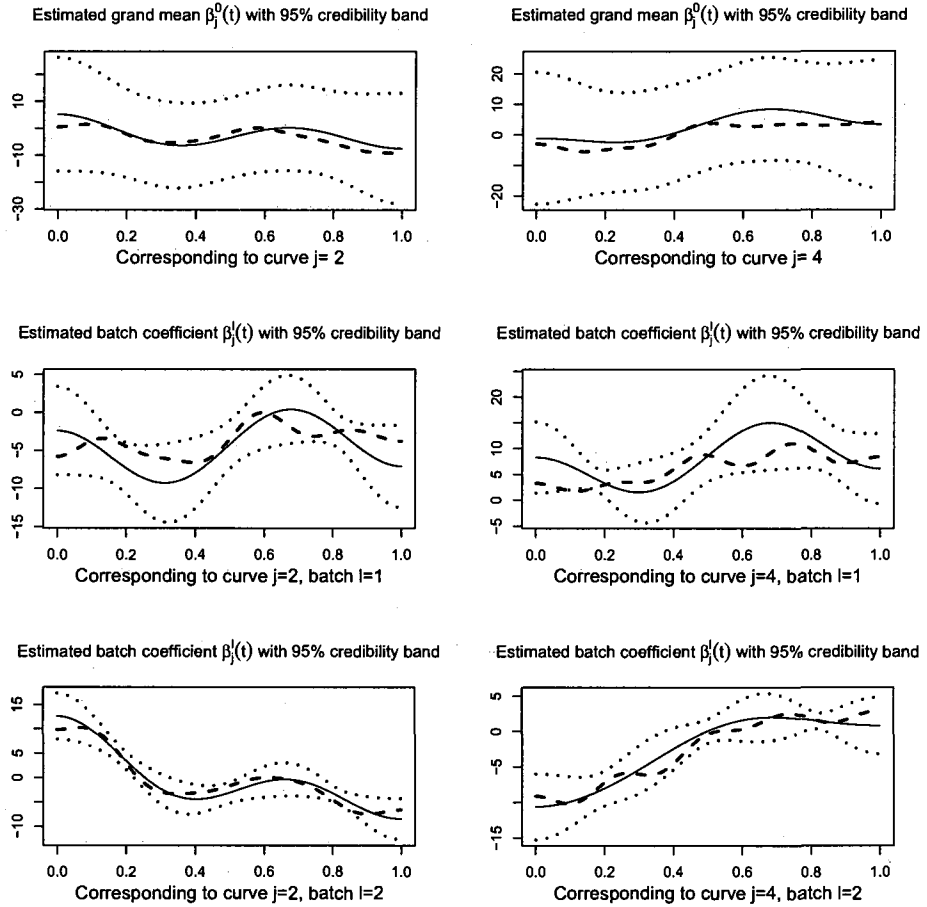 Estimated grand mean β_j^0(t) with 95% credibility band
10
-10
-30
0.0 0.2 0.4 0.6 0.8 1.0
Corresponding to curve j= 2
Estimated grand mean β_j^0(t) with 95% credibility band
20
10
0
-20
0.0 0.2 0.4 0.6 0.8 1.0
Corresponding to curve j= 4
Estimated batch coefficient β_j^l(t) with 95% credibility band
5
0
-5
-10
-15
0.0 0.2 0.4 0.6 0.8 1.0
Corresponding to curve j=2, batch l=1
Estimated batch coefficient β_j^l(t) with 95% credibility band
20
10
5
0
-5
0.0 0.2 0.4 0.6 0.8 1.0
Corresponding to curve j=4, batch l=1
Estimated batch coefficient β_j^l(t) with 95% credibility band
15
5
0
-10
0.0 0.2 0.4 0.6 0.8 1.0
Corresponding to curve j=2, batch l=2
Estimated batch coefficient β_j^l(t) with 95% credibility band
5
0
-5
-15
0.0 0.2 0.4 0.6 0.8 1.0
Corresponding to curve j=4, batch l=2